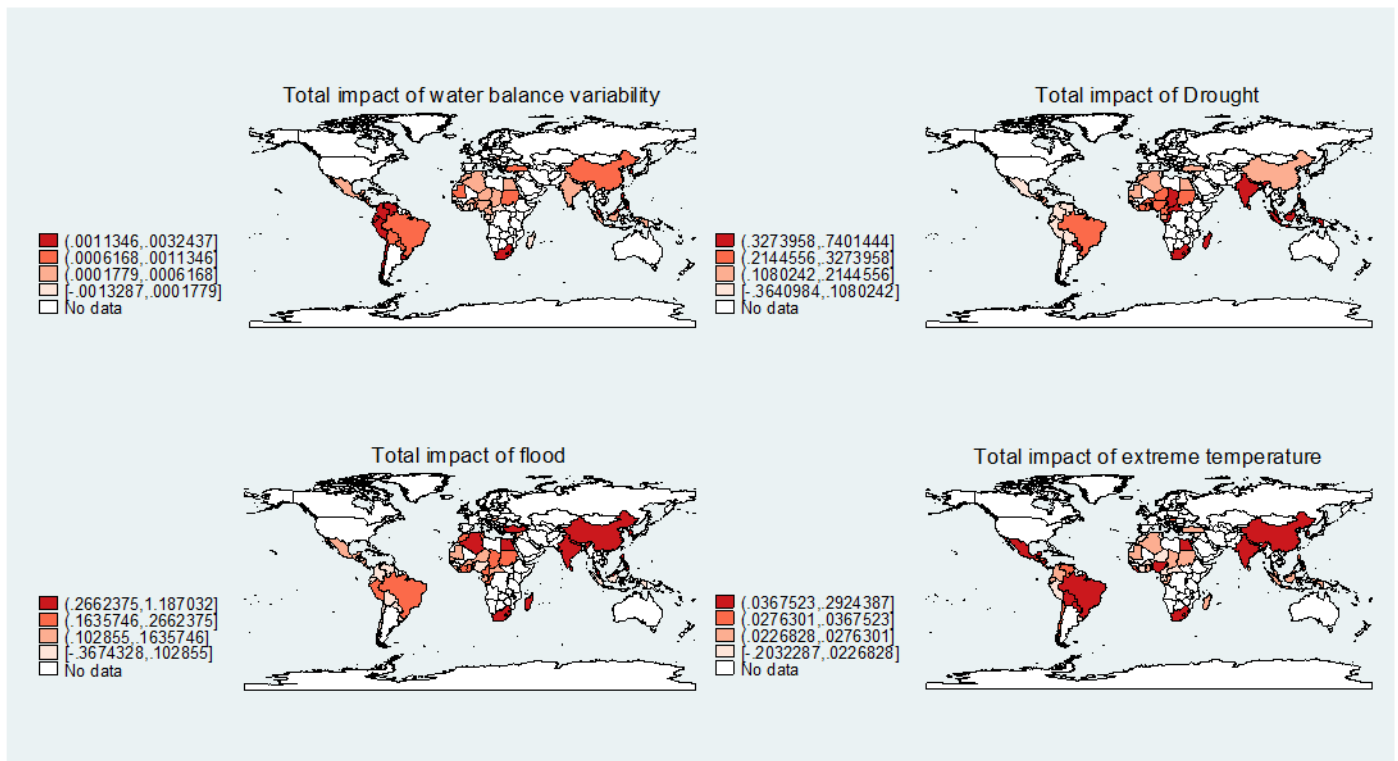 Total impact of water balance variability
(.0011346,.0032437]
(.0006168,.0011346]
(.0001779,.0006168]
[-.0013287,.0001779]
No data
Total impact of Drought
(.3273958,.7401444]
(.2144556,.3273958]
(.1080242,.2144556]
[-.3640984,.1080242]
No data
Total impact of flood
(.2662375,1.187032]
(.1635746,.2662375]
(.102855,.1635746]
[-.3674328,.102855]
No data
Total impact of extreme temperature
(.0367523,.2924387]
(.0276301,.0367523]
(.0226828,.0276301]
[-.2032287,.0226828]
No data